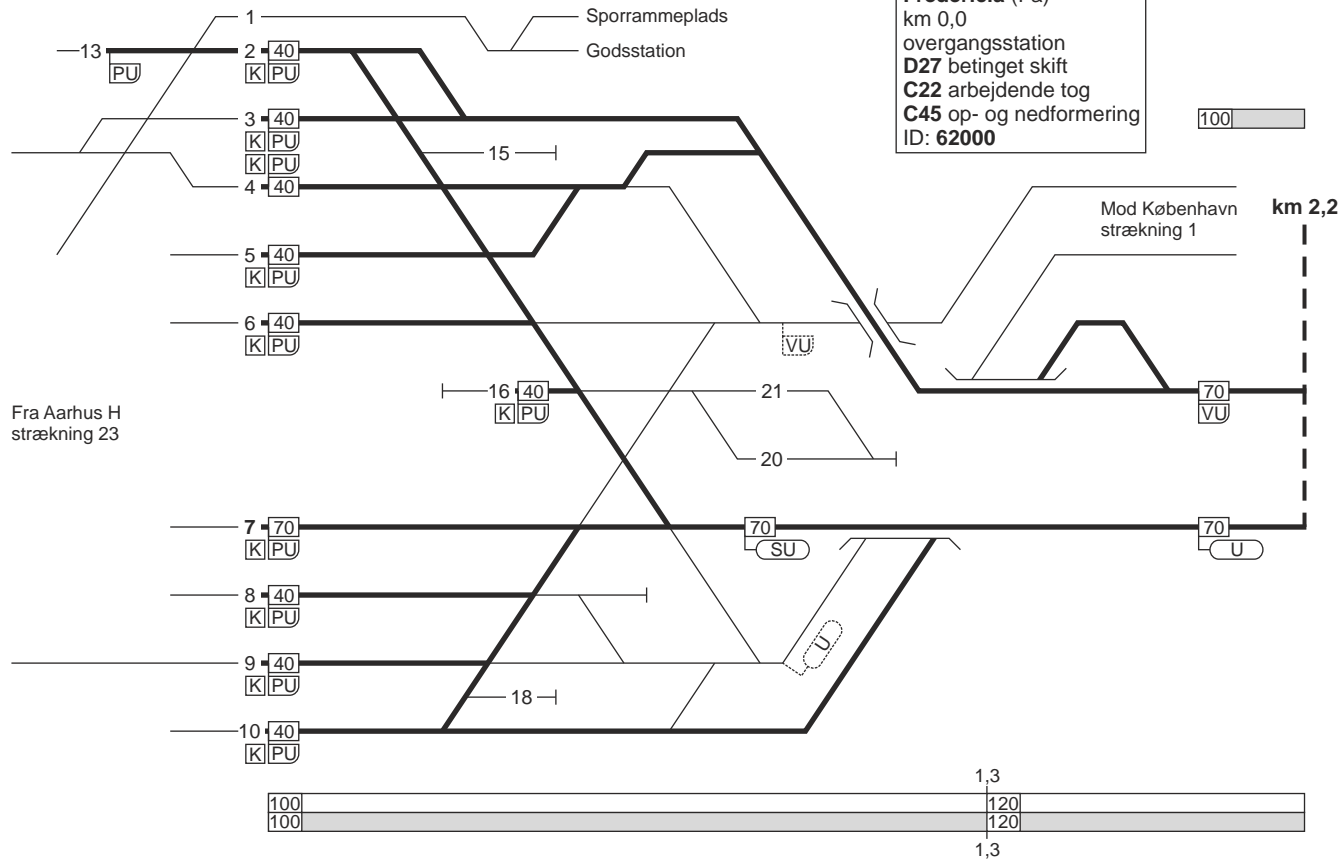 Fredericia (Fa)
km 0,0
overgangsstation
D27 betinget skift
C22 arbejdende tog
C45 op- og nedformering
ID: 62000
1
Sporrammeplads
Godsstation
13
PU
2 40
K PU
3 40
K PU
100
15
K PU
4 40
Mod København
strækning 1
km 2,2
5 40
K PU
6 40
K PU
VU
16 40
K PU
21
70
VU
Fra Aarhus H
strækning 23
20
7 70
K PU
70
SU
70
U
8 40
K PU
9 40
K PU
U
18
10 40
K PU
1,3
100 120
100 120
1,3